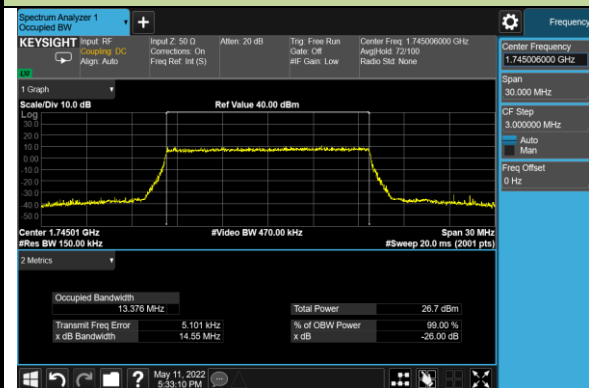 Spectrum Analyzer 1
Occupied BW
Frequency
KEYSIGHT
Input: RF
Coupling: DC
Align: Auto
Input Z: 50 Ω
Corrections: On
Freq Ref: Int (S)
Atten: 20 dB
Trig: Free Run
Gate: Off
#IF Gain: Low
Center Freq: 1.745006000 GHz
Avg|Hold: 72/100
Radio Std: None
Center Frequency
1.745006000 GHz
Span
30.000 MHz
CF Step
3.000000 MHz
Auto
Man
Freq Offset
0 Hz
1 Graph
Scale/Div 10.0 dB
Ref Value 40.00 dBm
Log
30.0
20.0
10.0
0.00
-10.0
-20.0
-30.0
-40.0
-50.0
Center 1.74501 GHz
#Video BW 470.00 kHz
Span 30 MHz
#Res BW 150.00 kHz
#Sweep 20.0 ms (2001 pts)
2 Metrics
Occupied Bandwidth
13.376 MHz
Total Power 26.7 dBm
Transmit Freq Error 5.101 kHz
% of OBW Power 99.00 %
x dB Bandwidth 14.55 MHz
x dB -26.00 dB
May 11, 2022
5:33:10 PM